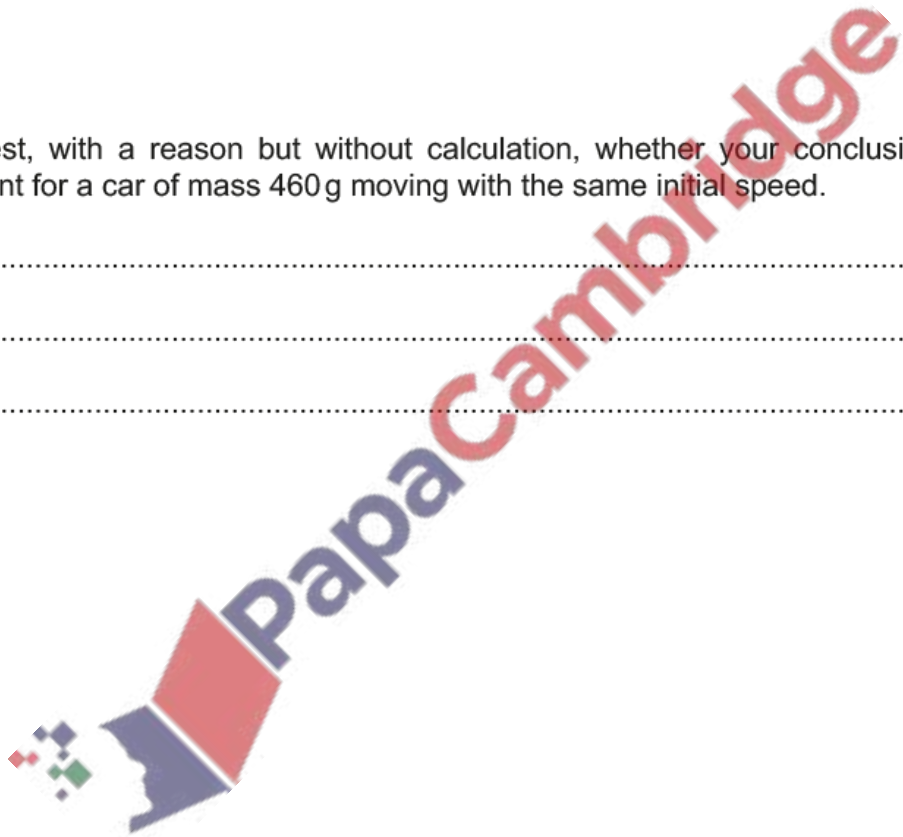 est, with a reason but without calculation, whether your conclusi
nt for a car of mass 460 g moving with the same initial speed.
................................................................................
................................................................................
................................................................................
PapaCambridge